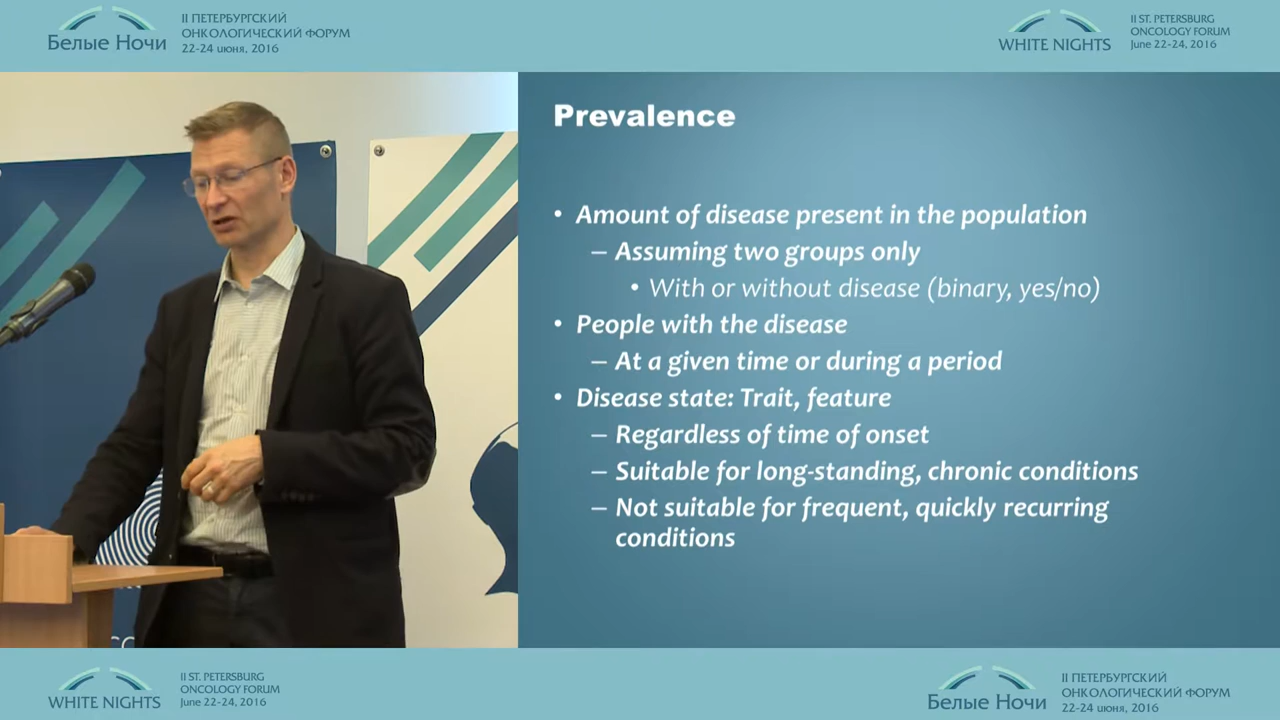 Белые Ночи
II ПЕТЕРБУРГСКИЙ
ОНКОЛОГИЧЕСКИЙ ФОРУМ
22-24 июня, 2016
WHITE NIGHTS
II ST. PETERSBURG
ONCOLOGY FORUM
June 22-24, 2016
Prevalence
• Amount of disease present in the population
– Assuming two groups only
• With or without disease (binary, yes/no)
• People with the disease
– At a given time or during a period
• Disease state: Trait, feature
– Regardless of time of onset
– Suitable for long-standing, chronic conditions
– Not suitable for frequent, quickly recurring
conditions
WHITE NIGHTS
II ST. PETERSBURG
ONCOLOGY FORUM
June 22-24, 2016
Белые Ночи
II ПЕТЕРБУРГСКИЙ
ОНКОЛОГИЧЕСКИЙ ФОРУМ
22-24 июня, 2016